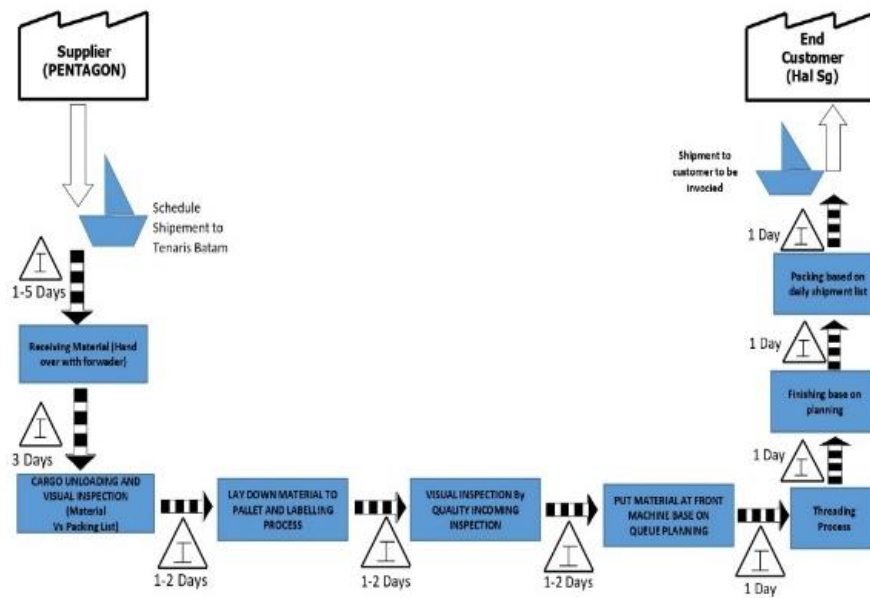 Supplier
(PENTAGON)
End
Customer
(Hal Sg)
Schedule
Shipement to
Tenaris Batam
Shipment to
customer to be
invocied
I
1-5 Days
Receiving Material (Hand
over with forwader)
I
3 Days
CARGO UNLOADING AND
VISUAL INSPECTION
(Material
Vs Packing List)
I
1-2 Days
LAY DOWN MATERIAL TO
PALLET AND LABELLING
PROCESS
I
1-2 Days
VISUAL INSPECTION By
QUALITY INCOMING
INSPECTION
I
1-2 Days
PUT MATERIAL AT FRONT
MACHINE BASE ON
QUEUE PLANNING
I
1 Day
Threading
Process
1 Day
I
Finishing base on
planning
1 Day
I
Packing based on
daily shipment list
1 Day
I